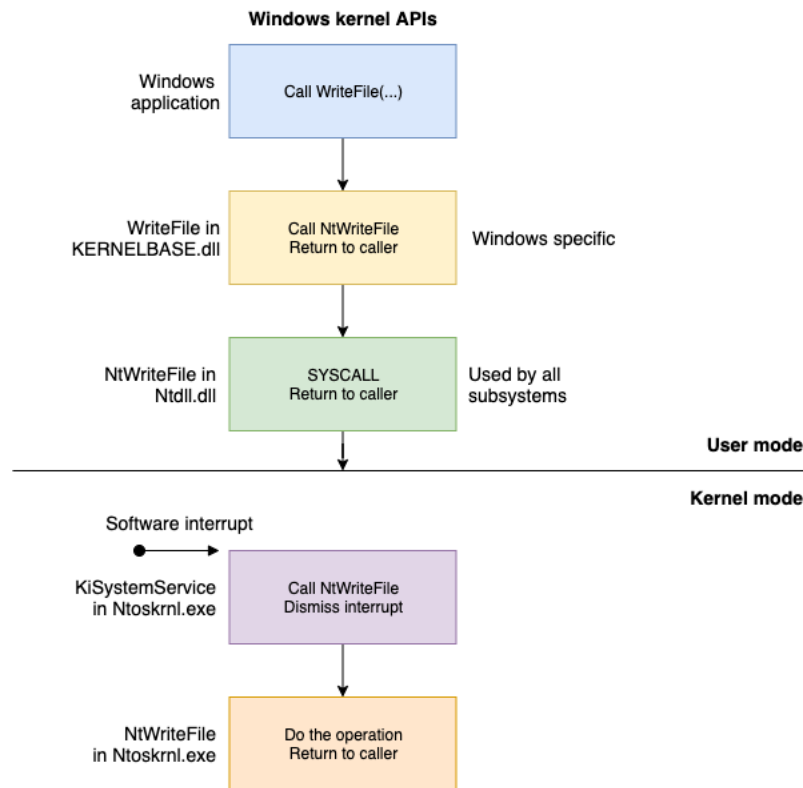 Windows kernel APIs
Windows
application
Call WriteFile(...)
WriteFile in
KERNELBASE.dll
Call NtWriteFile
Return to caller
Windows specific
NtWriteFile in
Ntdll.dll
SYSCALL
Return to caller
Used by all
subsystems
User mode
Kernel mode
Software interrupt
KiSystemService
in Ntoskrnl.exe
Call NtWriteFile
Dismiss interrupt
NtWriteFile
in Ntoskrnl.exe
Do the operation
Return to caller